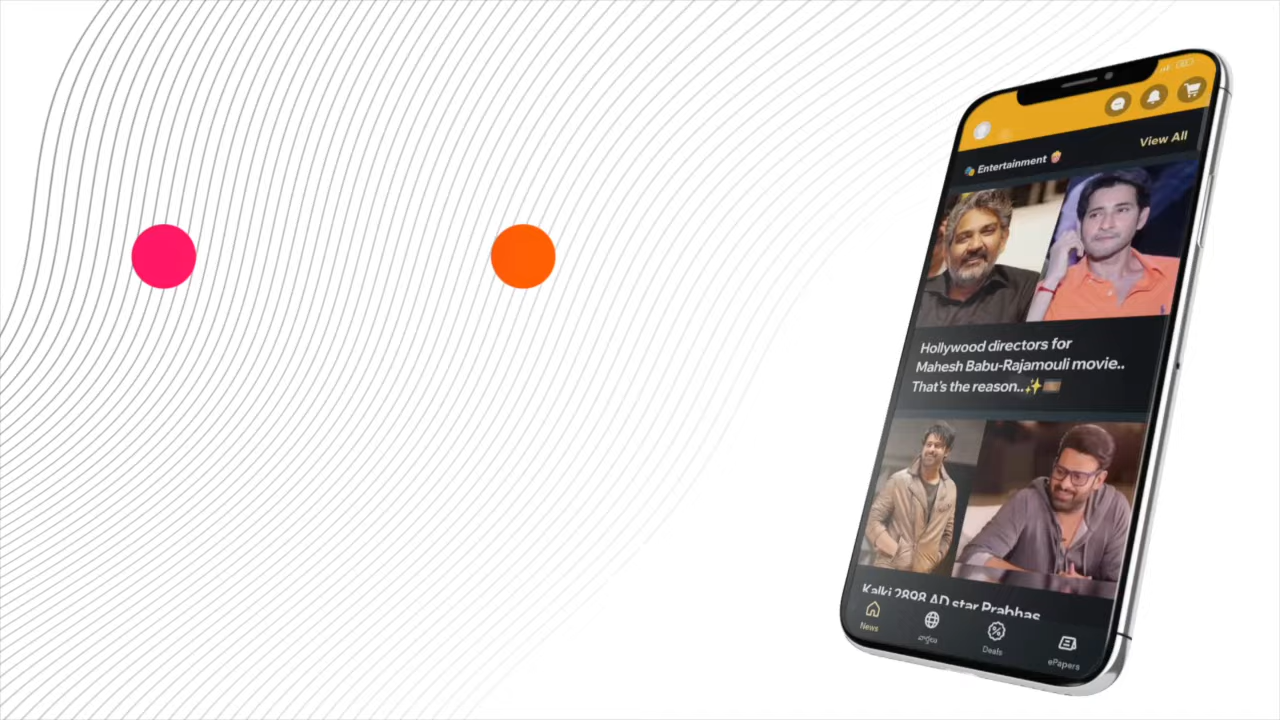 View All
🎭 Entertainment 🍿
Hollywood directors for
Mahesh Babu-Rajamouli movie..
That's the reason..✨🎞️
Kalki 2898 AD star Prabhas
News
వార్తలు
Deals
ePapers